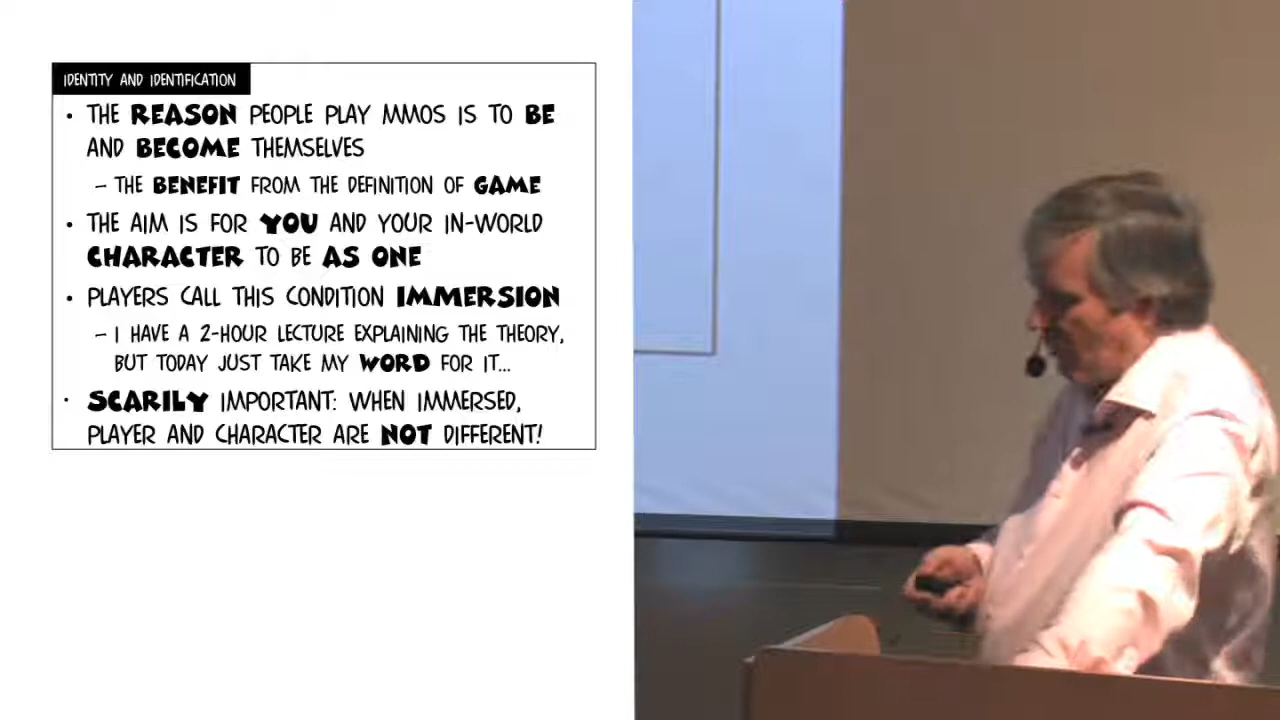 IDENTITY AND IDENTIFICATION
• THE REASON PEOPLE PLAY MMOS IS TO BE
AND BECOME THEMSELVES
– THE BENEFIT FROM THE DEFINITION OF GAME
• THE AIM IS FOR YOU AND YOUR IN-WORLD
CHARACTER TO BE AS ONE
• PLAYERS CALL THIS CONDITION IMMERSION
– I HAVE A 2-HOUR LECTURE EXPLAINING THE THEORY,
BUT TODAY JUST TAKE MY WORD FOR IT...
• SCARILY IMPORTANT: WHEN IMMERSED,
PLAYER AND CHARACTER ARE NOT DIFFERENT!